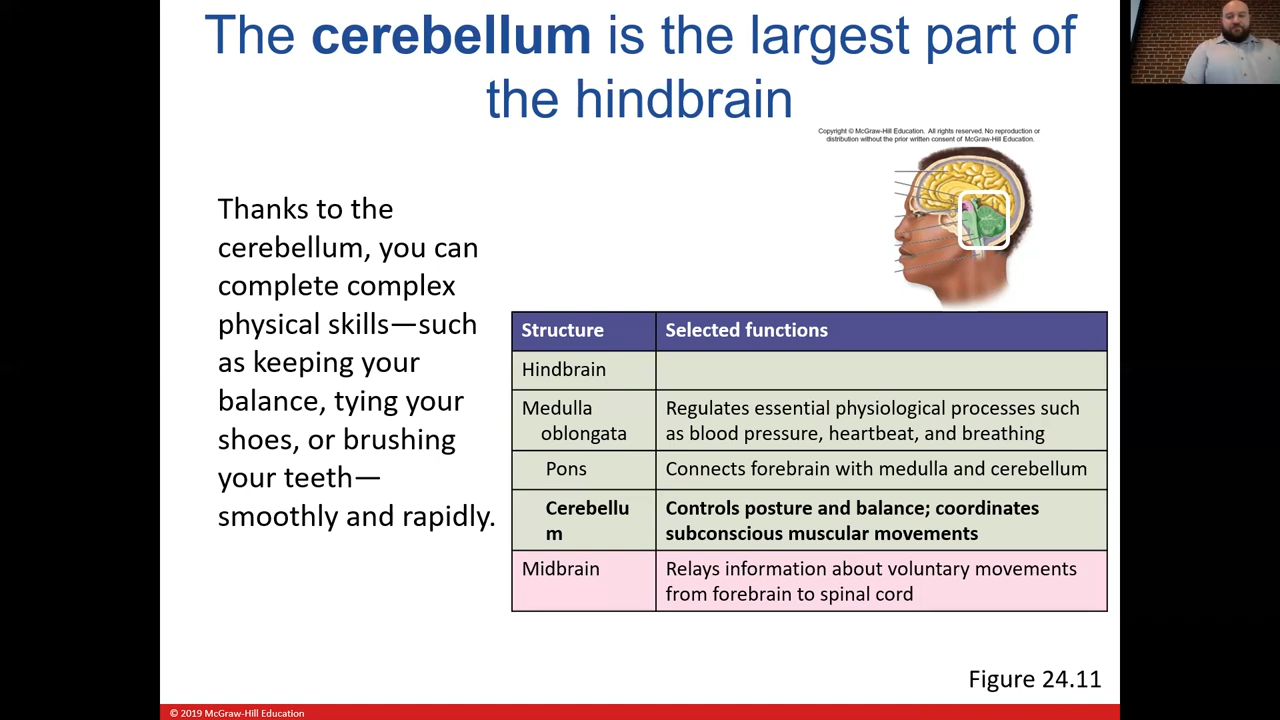 The cerebellum is the largest part of
the hindbrain
Copyright © McGraw-Hill Education. All rights reserved. No reproduction or
distribution without the prior written consent of McGraw-Hill Education.
Thanks to the
cerebellum, you can
complete complex
physical skills—such
as keeping your
balance, tying your
shoes, or brushing
your teeth—
smoothly and rapidly.
Structure Selected functions
Hindbrain
Medulla
oblongata
Regulates essential physiological processes such
as blood pressure, heartbeat, and breathing
Pons Connects forebrain with medulla and cerebellum
Cerebellu
m
Controls posture and balance; coordinates
subconscious muscular movements
Midbrain
Relays information about voluntary movements
from forebrain to spinal cord
Figure 24.11
© 2019 McGraw-Hill Education